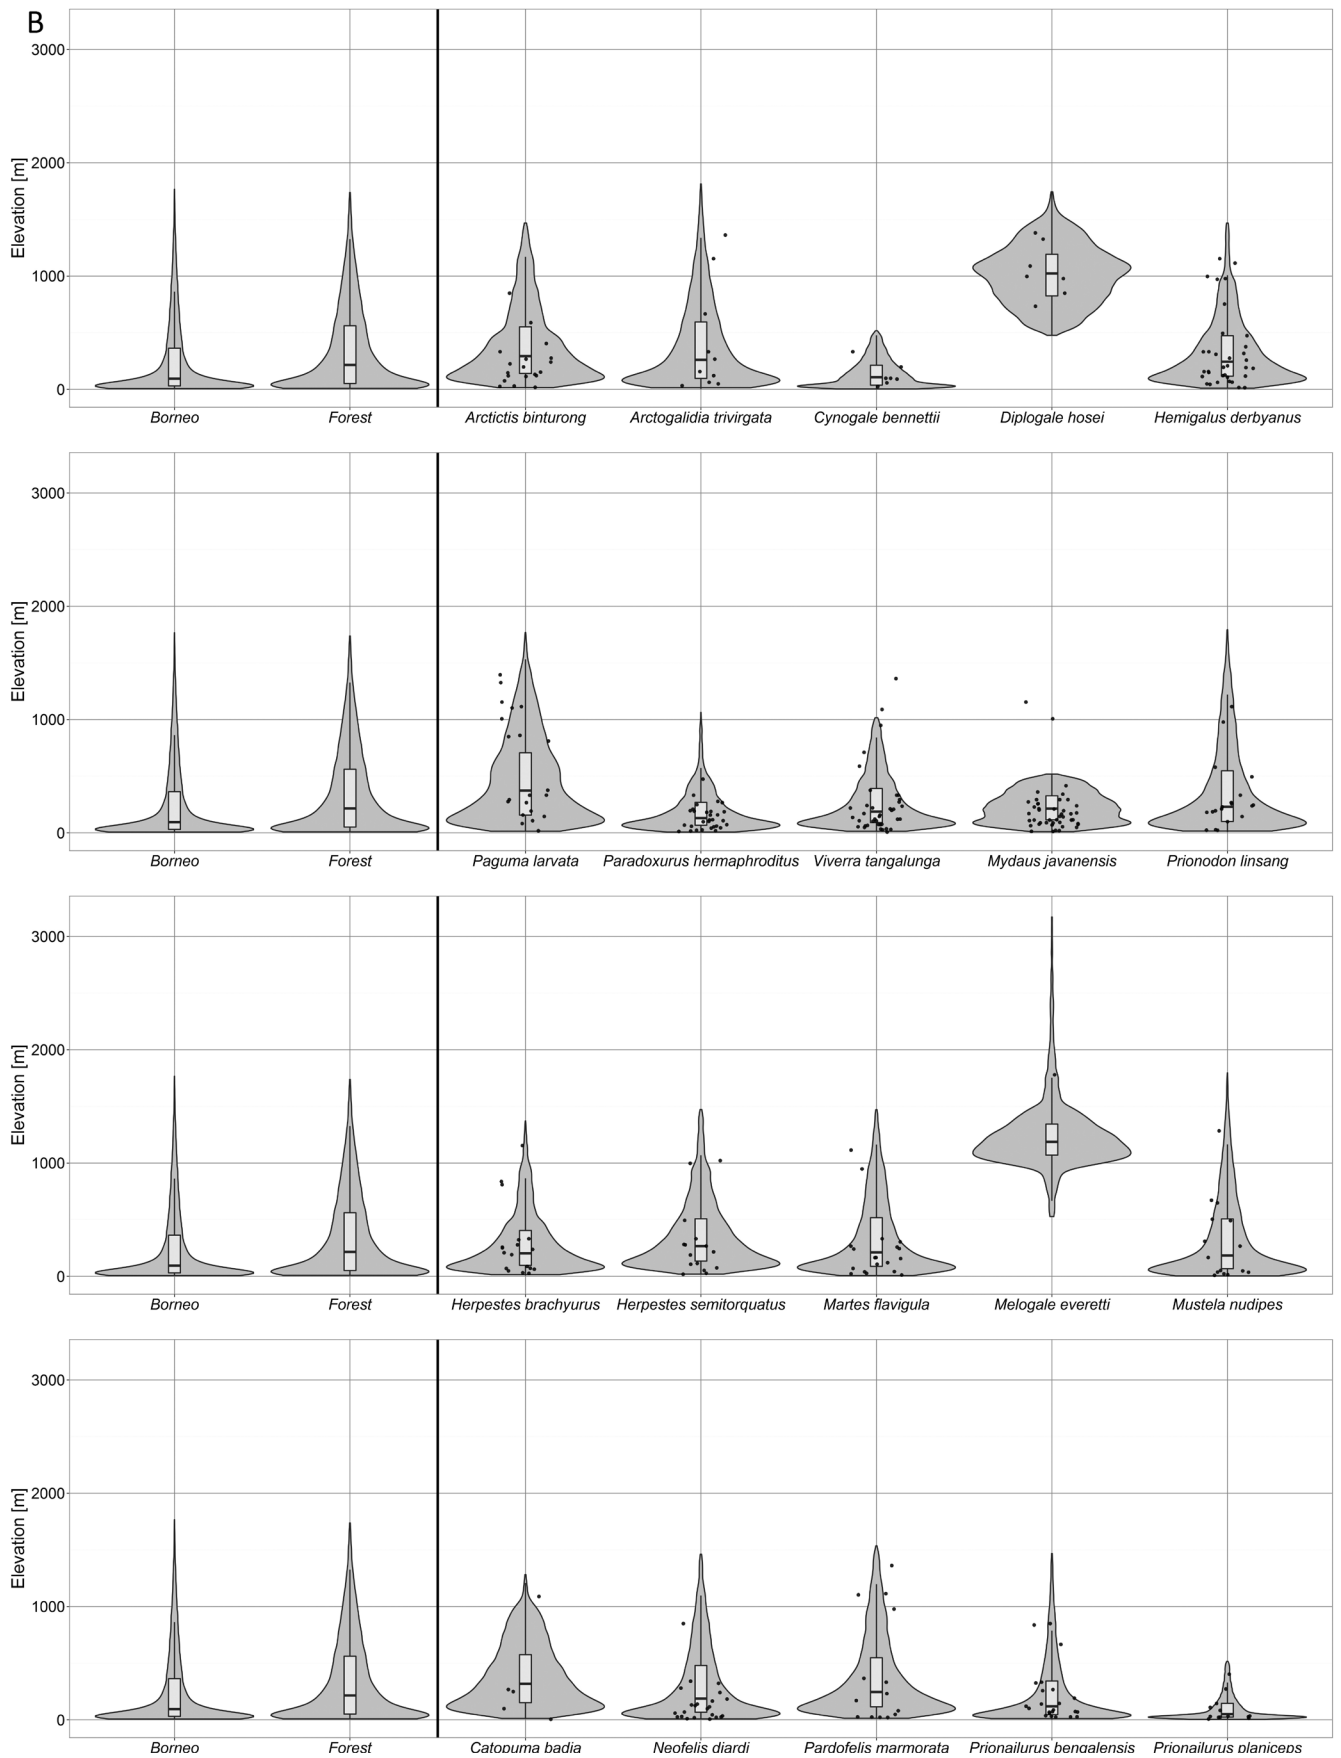 B
3000
2000
1000
0
Elevation [m]
Borneo Forest Arctictis binturong Arctogalidia trivirgata Cynogale bennettii Diplogale hosei Hemigalus derbyanus
3000
2000
1000
0
Elevation [m]
Borneo Forest Paguma larvata Paradoxurus hermaphroditus Viverra tangalunga Mydaus javanensis Prionodon linsang
3000
2000
1000
0
Elevation [m]
Borneo Forest Herpestes brachyurus Herpestes semitorquatus Martes flavigula Melogale everetti Mustela nudipes
3000
2000
1000
0
Elevation [m]
Borneo Forest Catopuma badia Neofelis diardi Pardofelis marmorata Prionailurus bengalensis Prionailurus planiceps